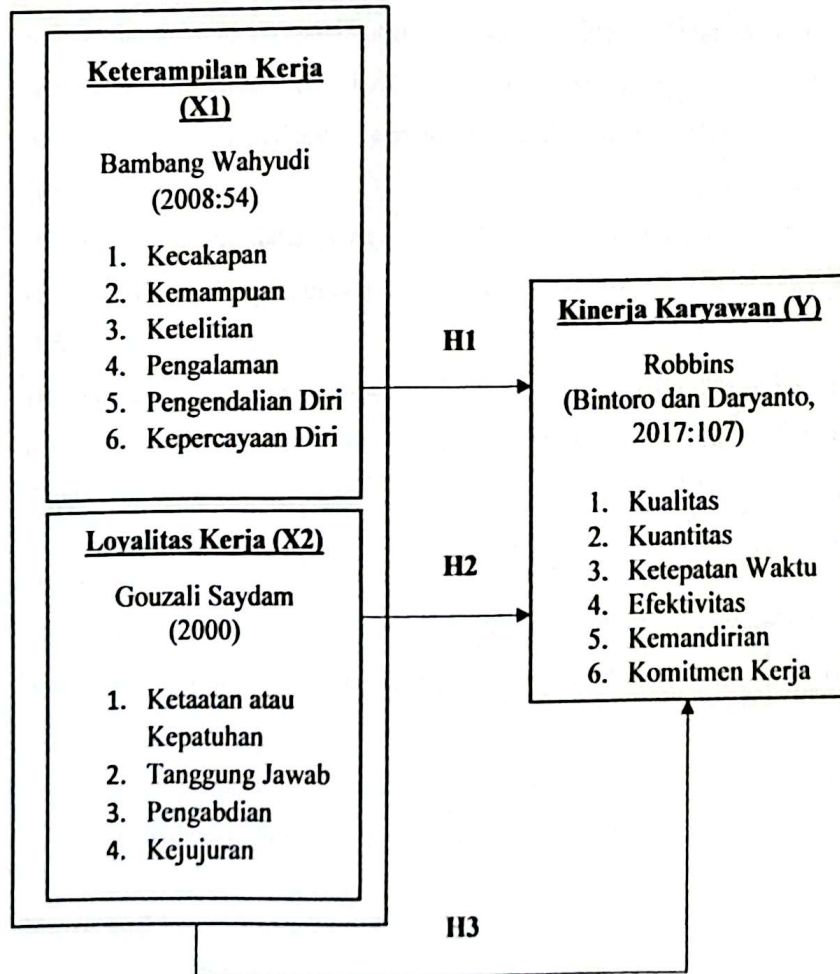 Keterampilan Kerja
(X1)
Bambang Wahyudi
(2008:54)
1. Kecakapan
2. Kemampuan
3. Ketelitian
4. Pengalaman
5. Pengendalian Diri
6. Kepercayaan Diri
Loyalitas Kerja (X2)
Gouzali Saydam
(2000)
1. Ketaatan atau
Kepatuhan
2. Tanggung Jawab
3. Pengabdian
4. Kejujuran
H1
H2
H3
Kinerja Karyawan (Y)
Robbins
(Bintoro dan Daryanto,
2017:107)
1. Kualitas
2. Kuantitas
3. Ketepatan Waktu
4. Efektivitas
5. Kemandirian
6. Komitmen Kerja